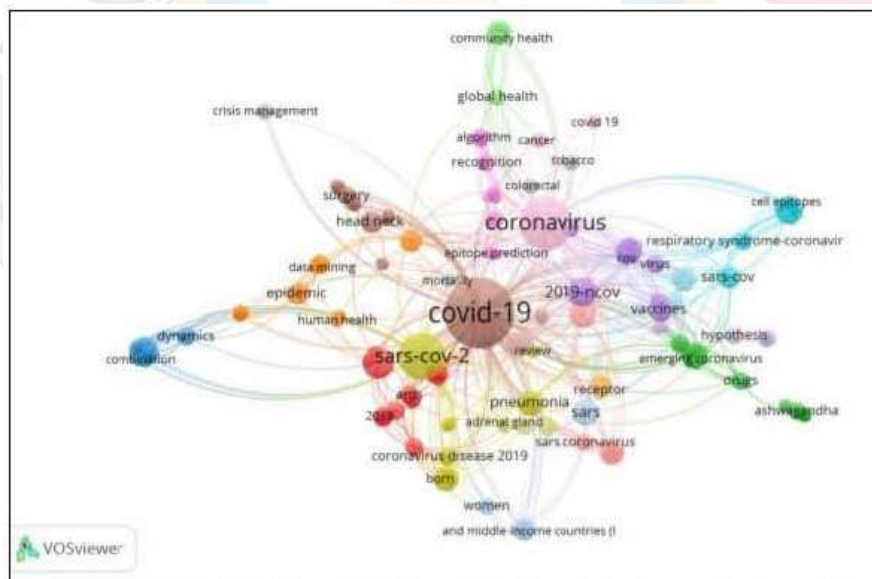 community health
global health
crisis management
covid 19
algorithm
cancer
recognition
tobacco
colorectal
surgery
cell epitopes
head neck
coronavirus
respiratory syndrome-coronavir
epitope prediction
cov
virus
data mining
sars-cov
mortality
epidemic
2019-ncov
covid-19
vaccines
human health
dynamics
hypothesis
combination
sars-cov-2
review
emerging coronavirus
drugs
receptor
pneumonia
sars
ashwagandha
adrenal gland
sars coronavirus
coronavirus disease 2019
born
women
and middle-income countries (l
VOSviewer